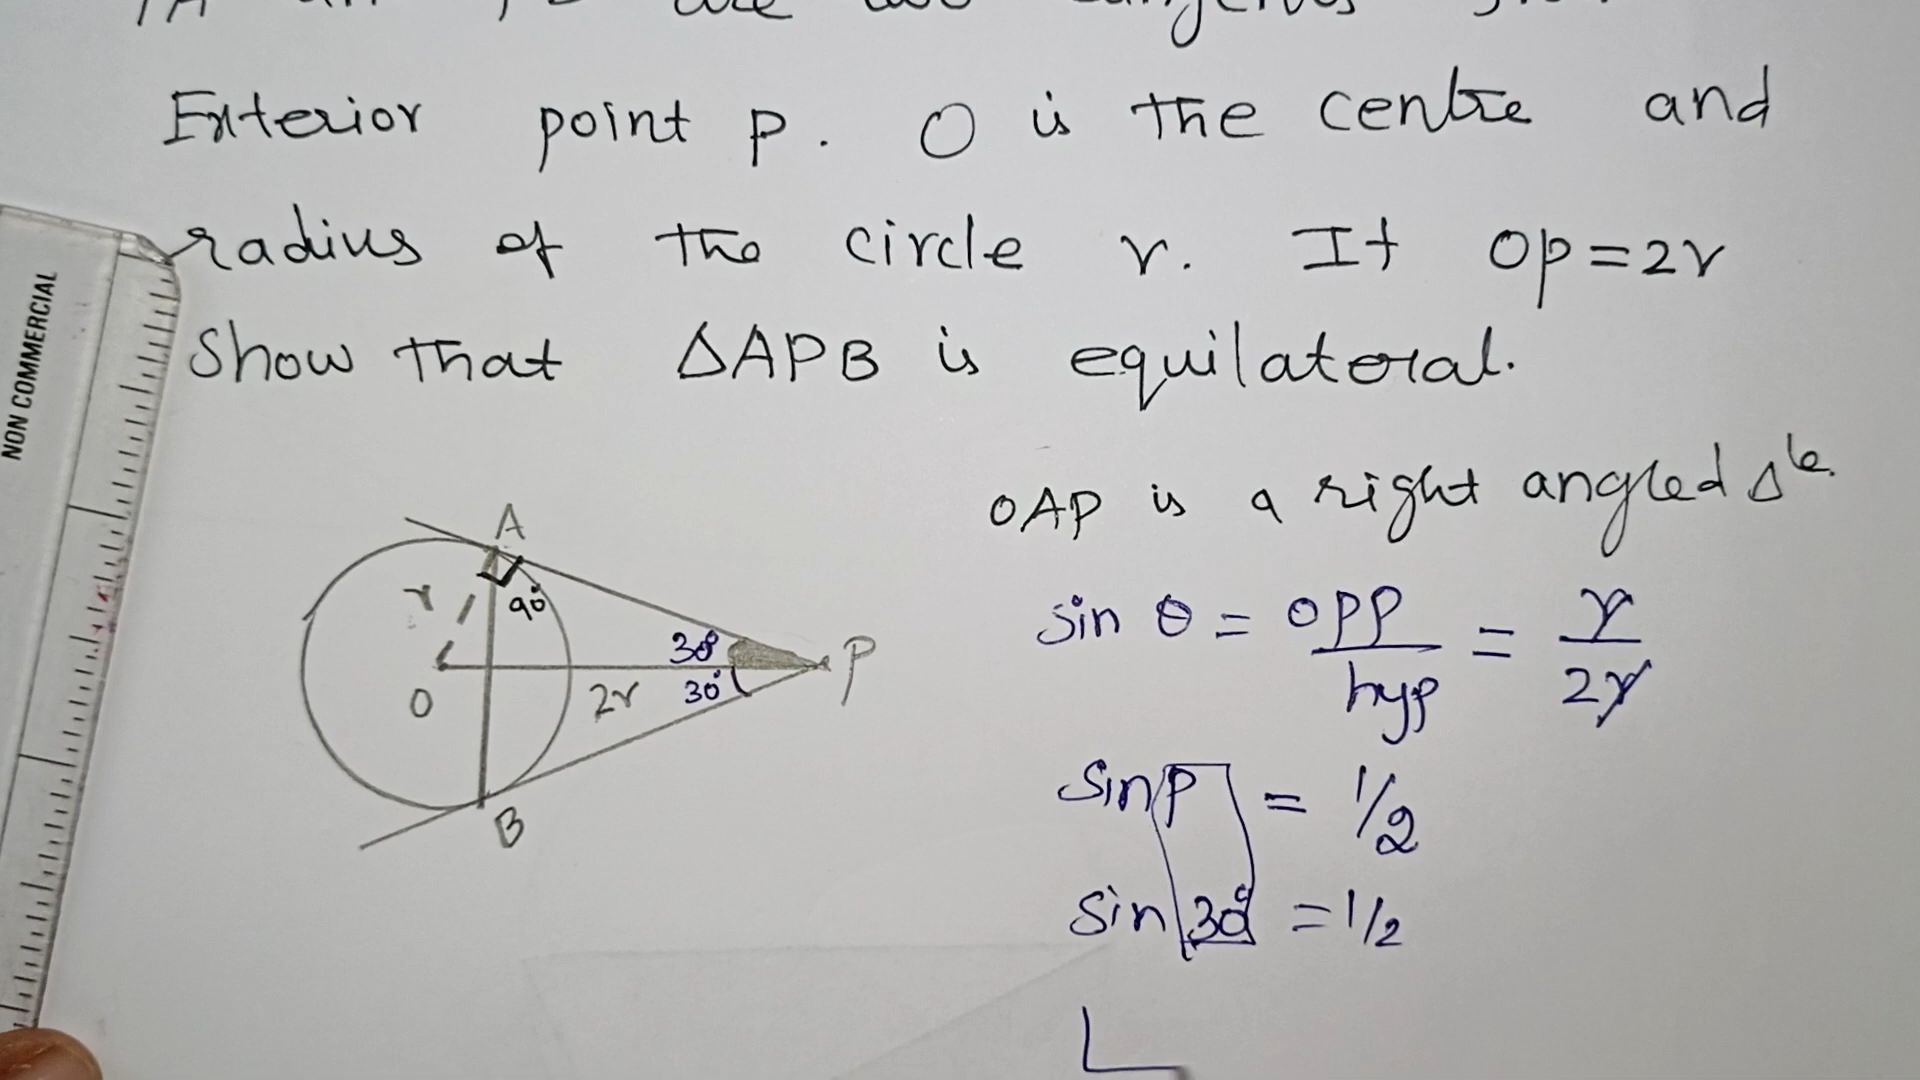 Exterior point P. O is the centre and
radius of the circle r. If OP=2r
Show that ΔAPB is equilateral.
NON COMMERCIAL
OAP is a right angled Δle.
A
r
90°
30°
P
O
2r
30°
B
sin θ = opp/hyp = r/2r
Sin P = 1/2
Sin 30° = 1/2